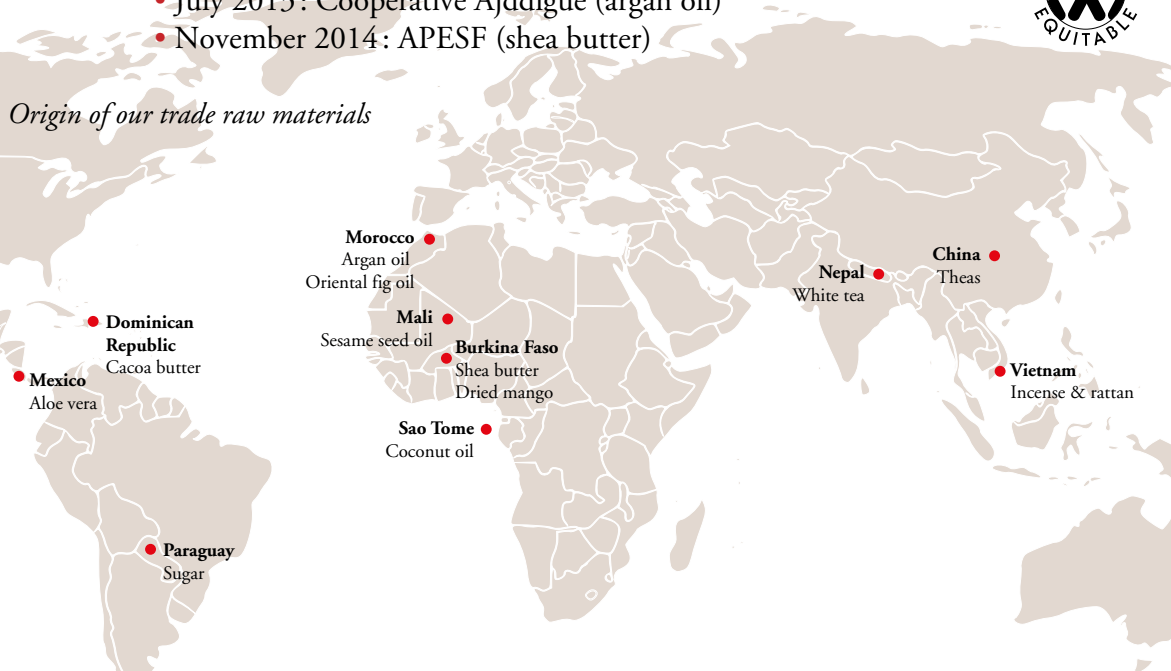 • July 2015 : Cooperative Ajddigue (argan oil)
• November 2014 : APESF (shea butter)
EQUITABLE
Origin of our trade raw materials
Morocco
Argan oil
Oriental fig oil
China
Theas
Nepal
White tea
Mali
Sesame seed oil
Dominican
Republic
Cacoa butter
Burkina Faso
Shea butter
Dried mango
Mexico
Aloe vera
Vietnam
Incense & rattan
Sao Tome
Coconut oil
Paraguay
Sugar